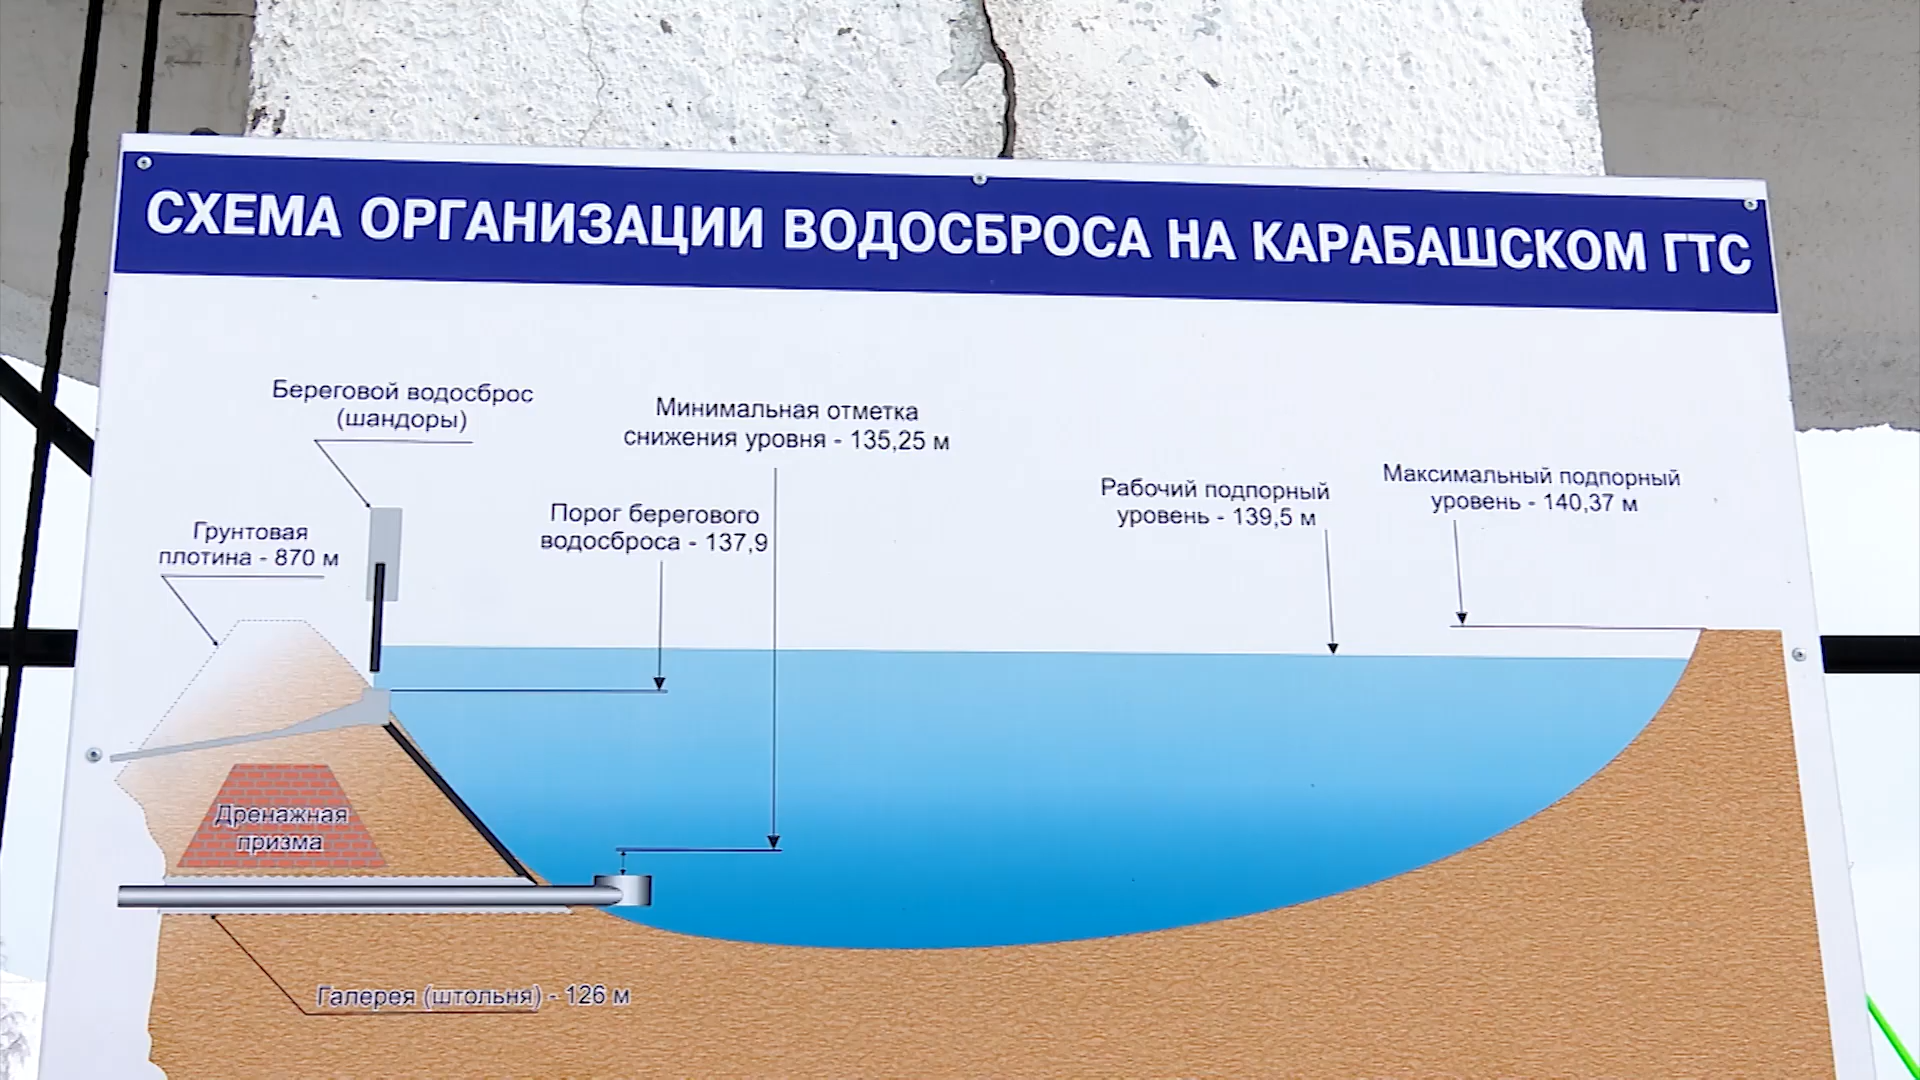 СХЕМА ОРГАНИЗАЦИИ ВОДОСБРОСА НА КАРАБАШСКОМ ГТС
Береговой водосброс
(шандоры)
Минимальная отметка
снижения уровня - 135,25 м
Рабочий подпорный
уровень - 139,5 м
Максимальный подпорный
уровень - 140,37 м
Грунтовая
плотина - 870 м
Порог берегового
водосброса - 137,9
Дренажная
призма
Галерея (штольня) - 126 м